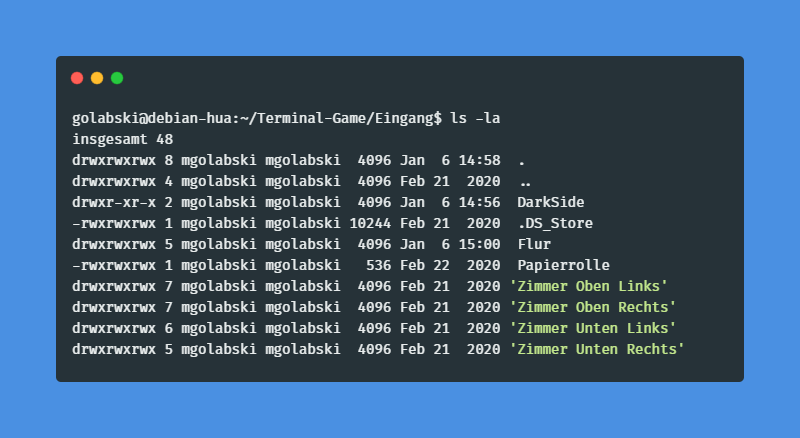 golabski@debian-hua:~/Terminal-Game/Eingang$ ls -la
insgesamt 48
drwxrwxrwx 8 mgolabski mgolabski  4096 Jan  6 14:58  .
drwxrwxrwx 4 mgolabski mgolabski  4096 Feb 21  2020  ..
drwxr-xr-x 2 mgolabski mgolabski  4096 Jan  6 14:56  DarkSide
-rwxrwxrwx 1 mgolabski mgolabski 10244 Feb 21  2020  .DS_Store
drwxrwxrwx 5 mgolabski mgolabski  4096 Jan  6 15:00  Flur
-rwxrwxrwx 1 mgolabski mgolabski   536 Feb 22  2020  Papierrolle
drwxrwxrwx 7 mgolabski mgolabski  4096 Feb 21  2020 'Zimmer Oben Links'
drwxrwxrwx 7 mgolabski mgolabski  4096 Feb 21  2020 'Zimmer Oben Rechts'
drwxrwxrwx 6 mgolabski mgolabski  4096 Feb 21  2020 'Zimmer Unten Links'
drwxrwxrwx 5 mgolabski mgolabski  4096 Feb 21  2020 'Zimmer Unten Rechts'